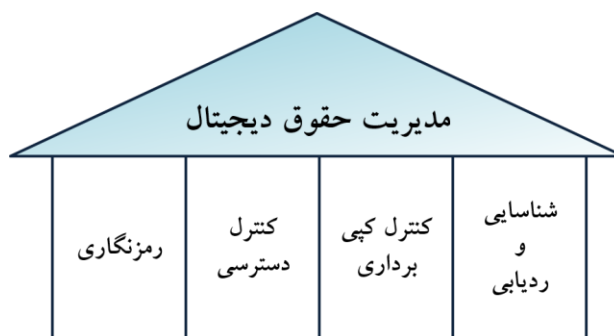 مدیریت حقوق دیجیتال
شناسایی
و
ردیابی
کنترل کپی
برداری
کنترل
دسترسی
رمزنگاری